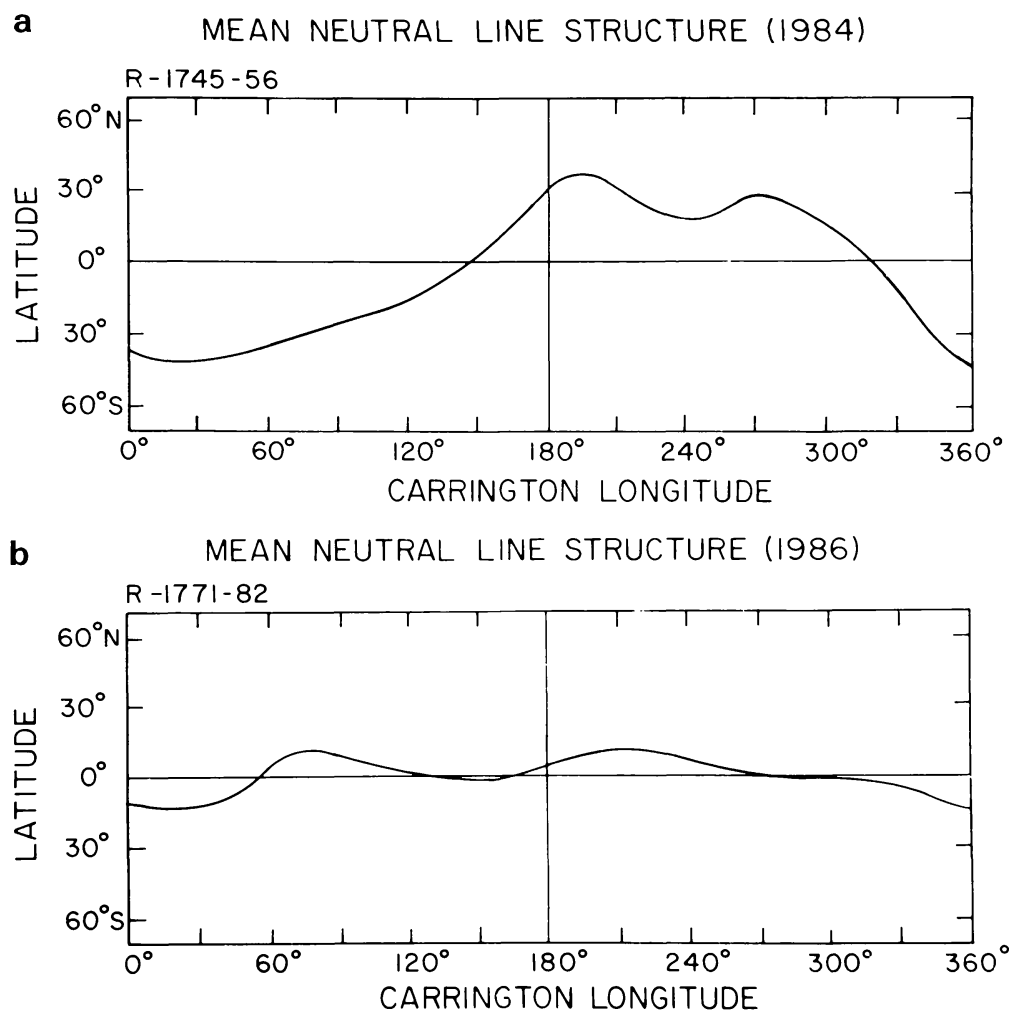 a
MEAN NEUTRAL LINE STRUCTURE (1984)
R-1745-56
60°N
30°
0°
30°
60°S
LATITUDE
0° 60° 120° 180° 240° 300° 360°
CARRINGTON LONGITUDE
b
MEAN NEUTRAL LINE STRUCTURE (1986)
R-1771-82
60°N
30°
0°
30°
60°S
LATITUDE
0° 60° 120° 180° 240° 300° 360°
CARRINGTON LONGITUDE